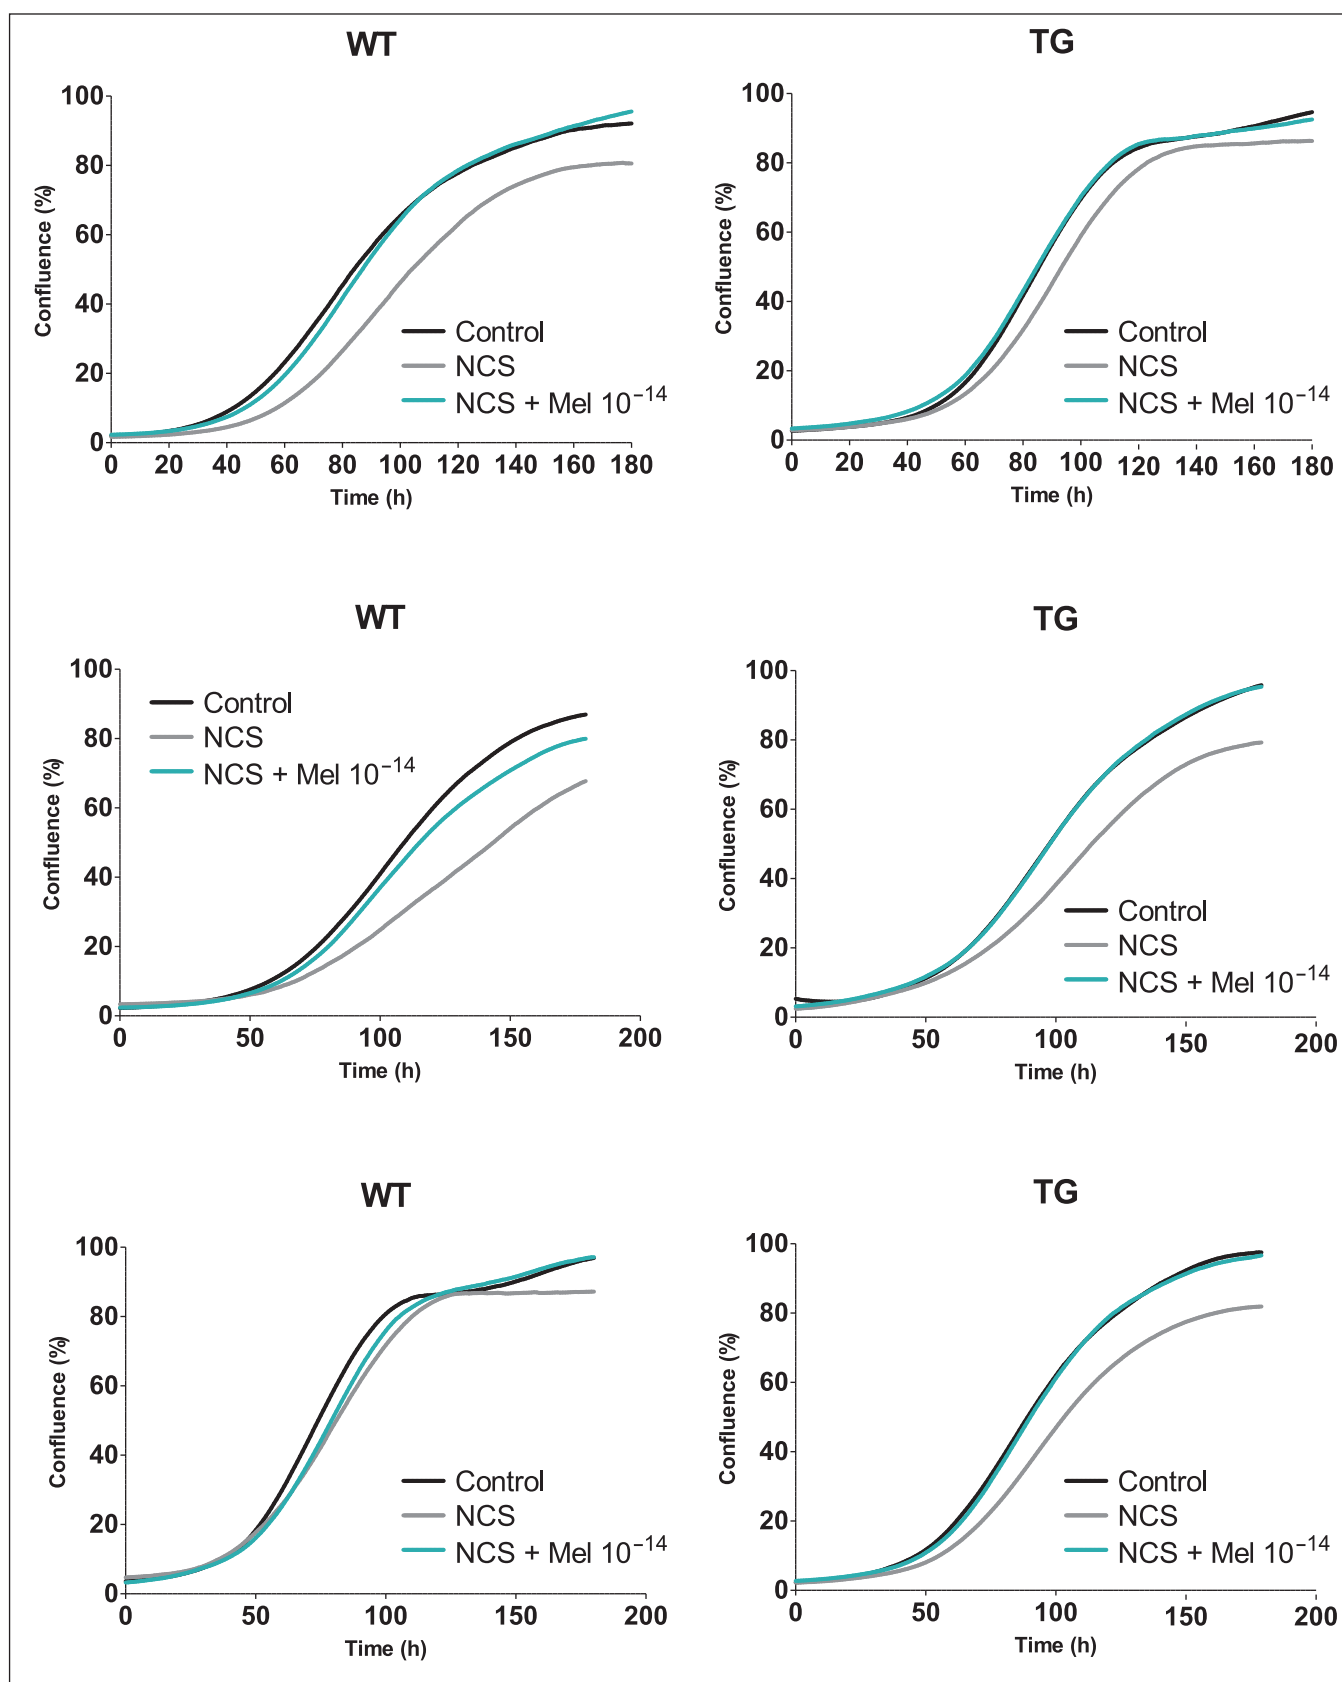 WT
100
80
60
40
20
0
Confluence (%)
Control
NCS
NCS + Mel 10⁻¹⁴
0 20 40 60 80 100 120 140 160 180
Time (h)
TG
100
80
60
40
20
0
Confluence (%)
Control
NCS
NCS + Mel 10⁻¹⁴
0 20 40 60 80 100 120 140 160 180
Time (h)
WT
100
80
60
40
20
0
Confluence (%)
Control
NCS
NCS + Mel 10⁻¹⁴
0 50 100 150 200
Time (h)
TG
100
80
60
40
20
0
Confluence (%)
Control
NCS
NCS + Mel 10⁻¹⁴
0 50 100 150 200
Time (h)
WT
100
80
60
40
20
0
Confluence (%)
Control
NCS
NCS + Mel 10⁻¹⁴
0 50 100 150 200
Time (h)
TG
100
80
60
40
20
0
Confluence (%)
Control
NCS
NCS + Mel 10⁻¹⁴
0 50 100 150 200
Time (h)